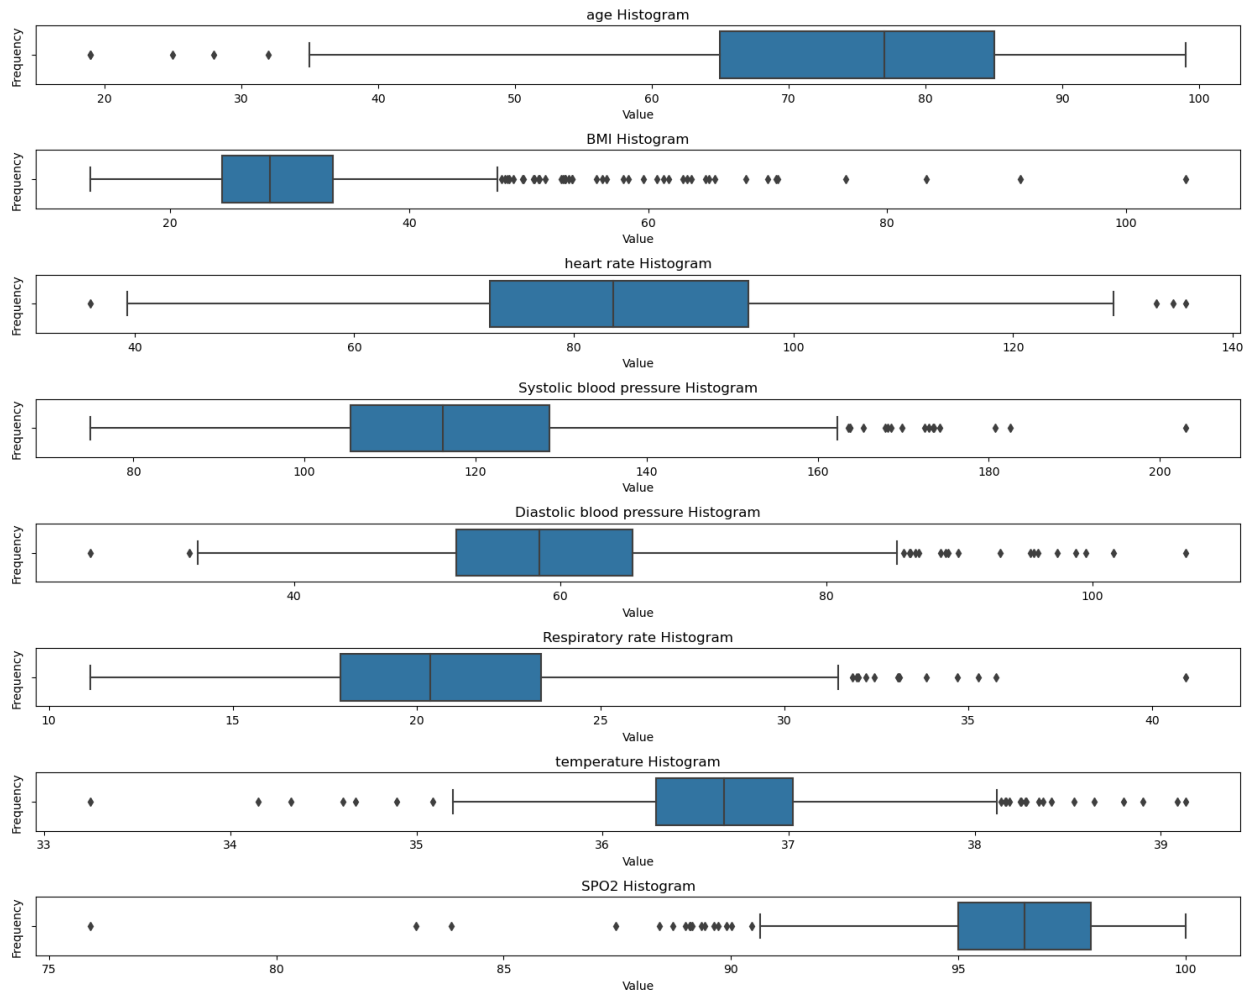 age Histogram
Frequency
20 30 40 50 60 70 80 90 100
Value
BMI Histogram
Frequency
20 40 60 80 100
Value
heart rate Histogram
Frequency
40 60 80 100 120 140
Value
Systolic blood pressure Histogram
Frequency
80 100 120 140 160 180 200
Value
Diastolic blood pressure Histogram
Frequency
40 60 80 100
Value
Respiratory rate Histogram
Frequency
10 15 20 25 30 35 40
Value
temperature Histogram
Frequency
33 34 35 36 37 38 39
Value
SPO2 Histogram
Frequency
75 80 85 90 95 100
Value